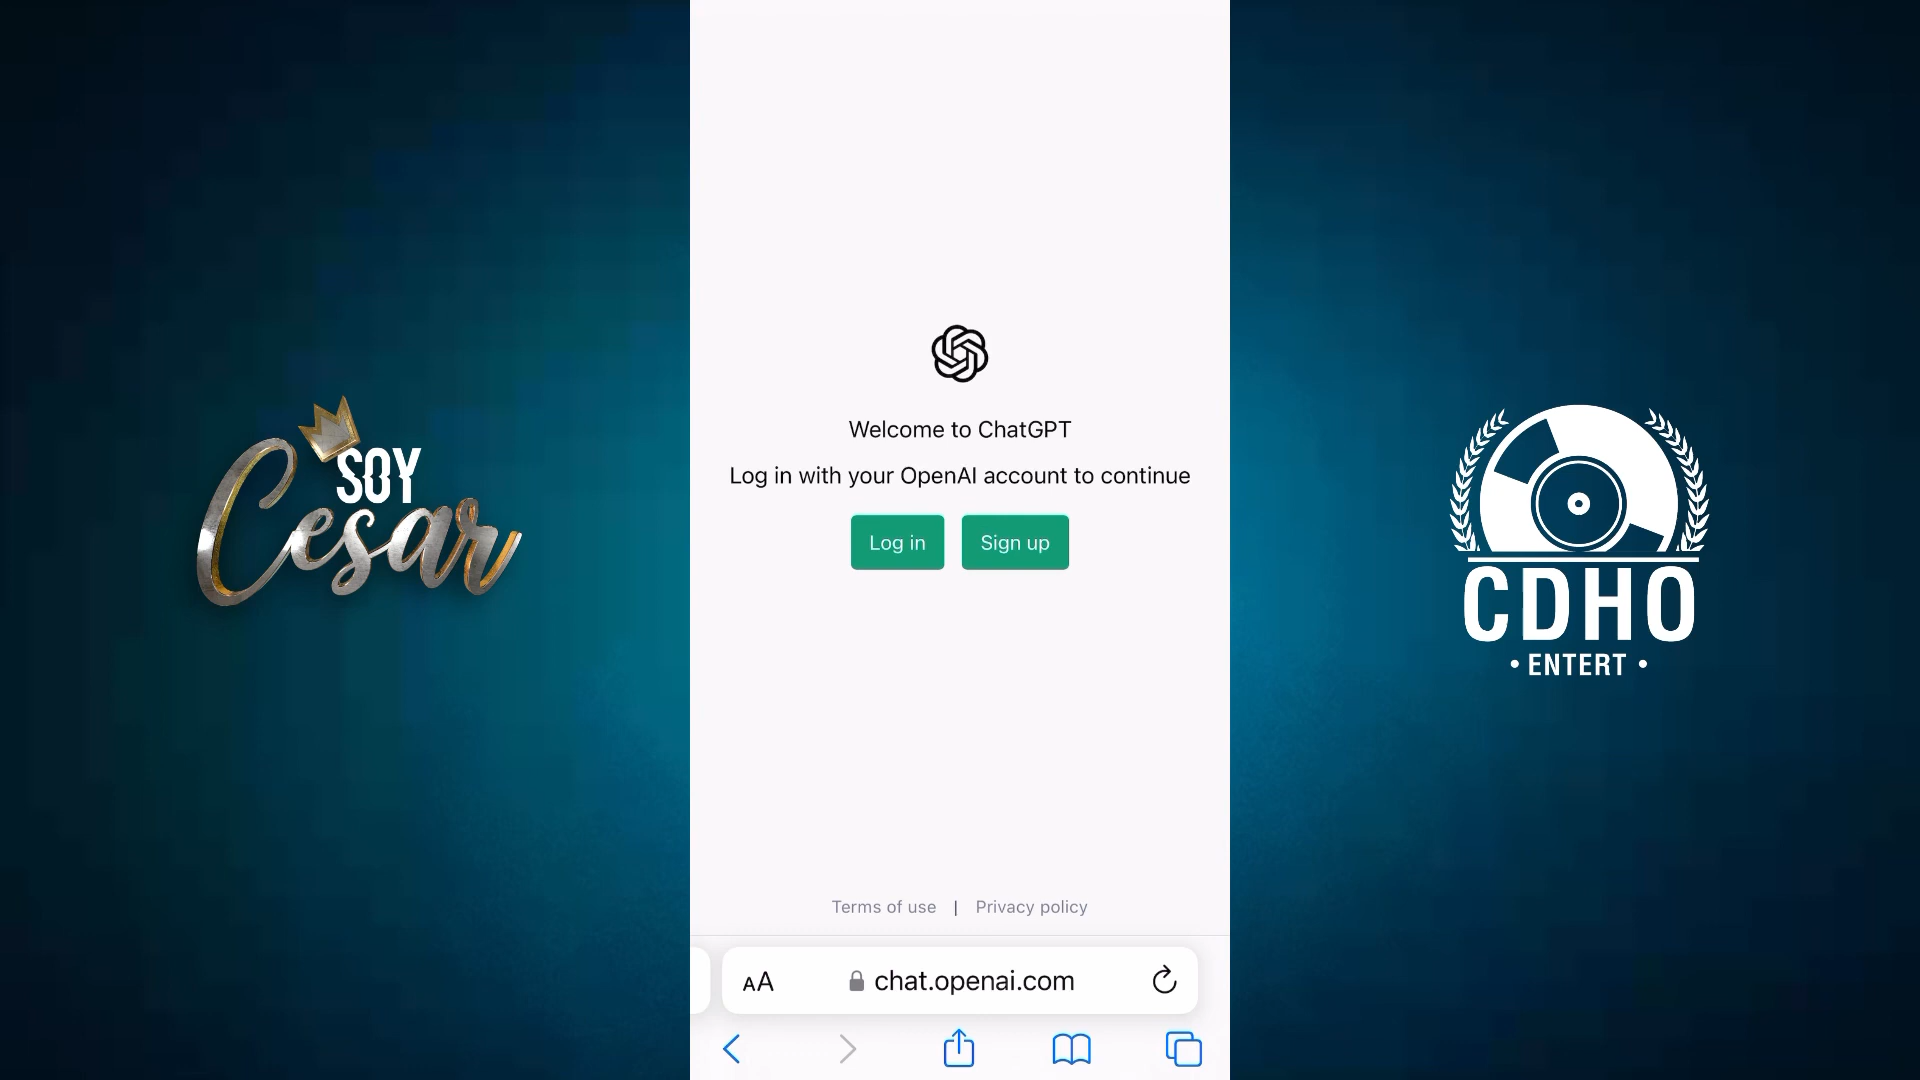 SOY
Cesar
Welcome to ChatGPT
Log in with your OpenAI account to continue
Log in
Sign up
Terms of use | Privacy policy
AA
chat.openai.com
CDHO
• ENTERT •